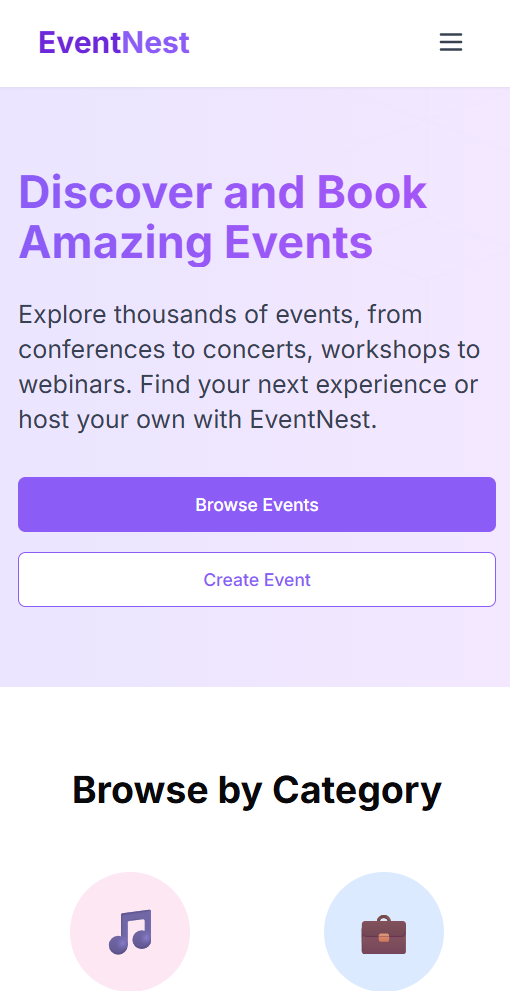 EventNest
Discover and Book
Amazing Events
Explore thousands of events, from
conferences to concerts, workshops to
webinars. Find your next experience or
host your own with EventNest.
Browse Events
Create Event
Browse by Category